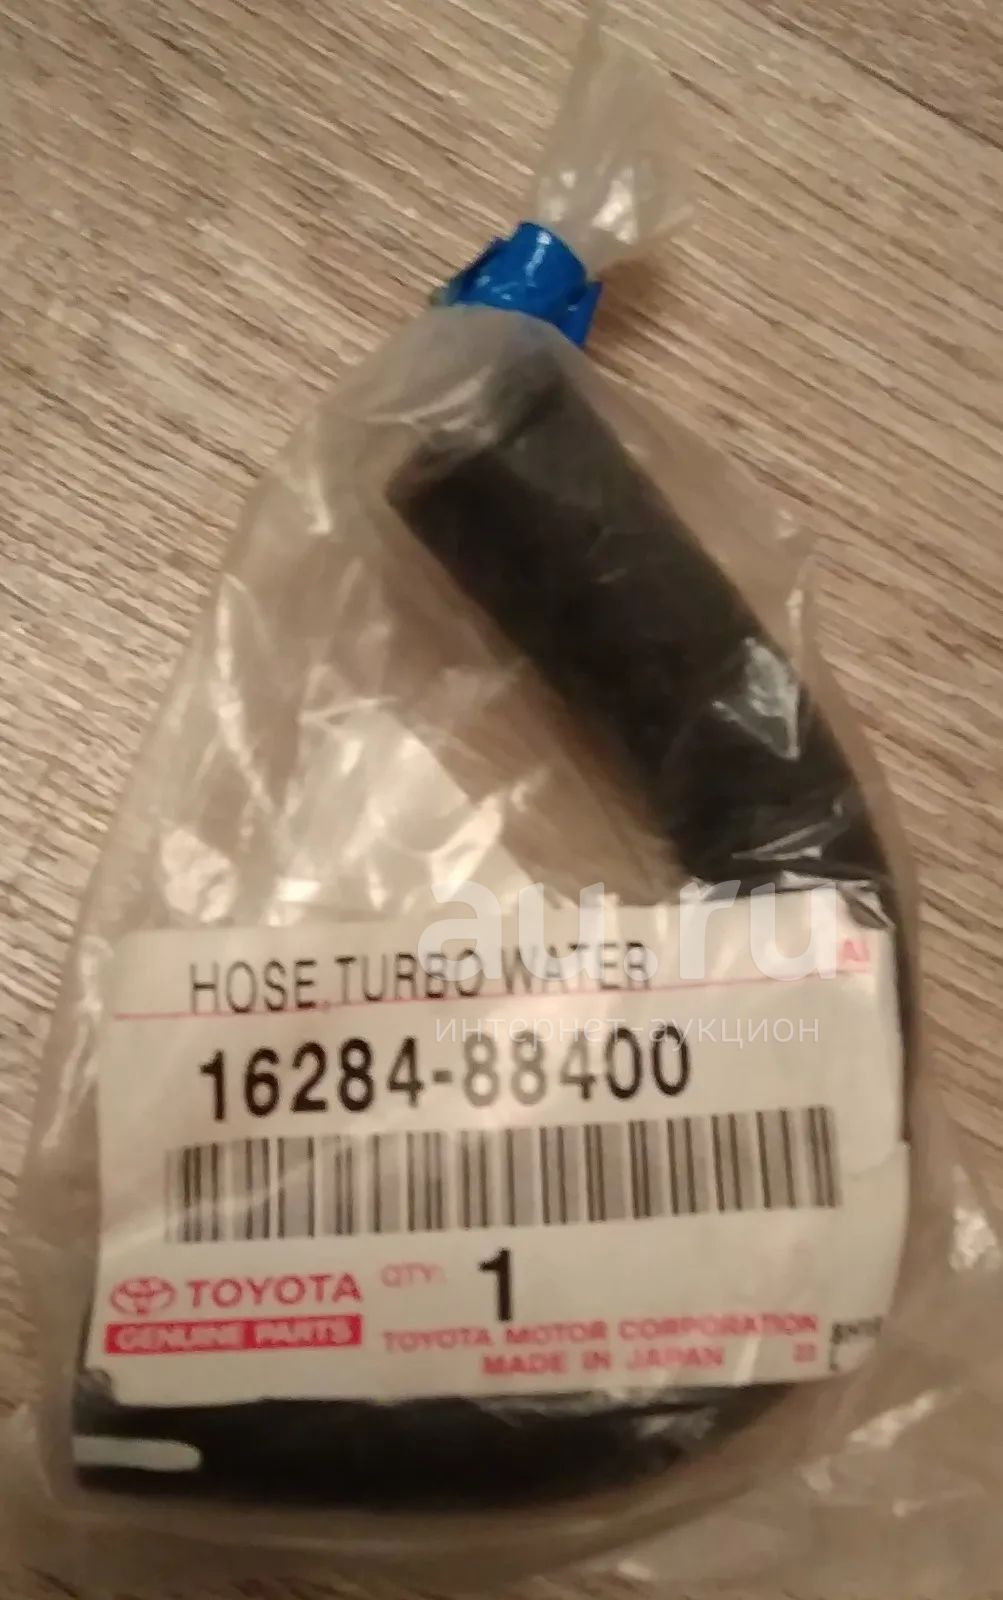 HOSE,TURBO WATER
AI
au.ru
интернет-аукцион
16284-88400
TOYOTA
GENUINE PARTS
QTY: 1
TOYOTA MOTOR CORPORATION
MADE IN JAPAN